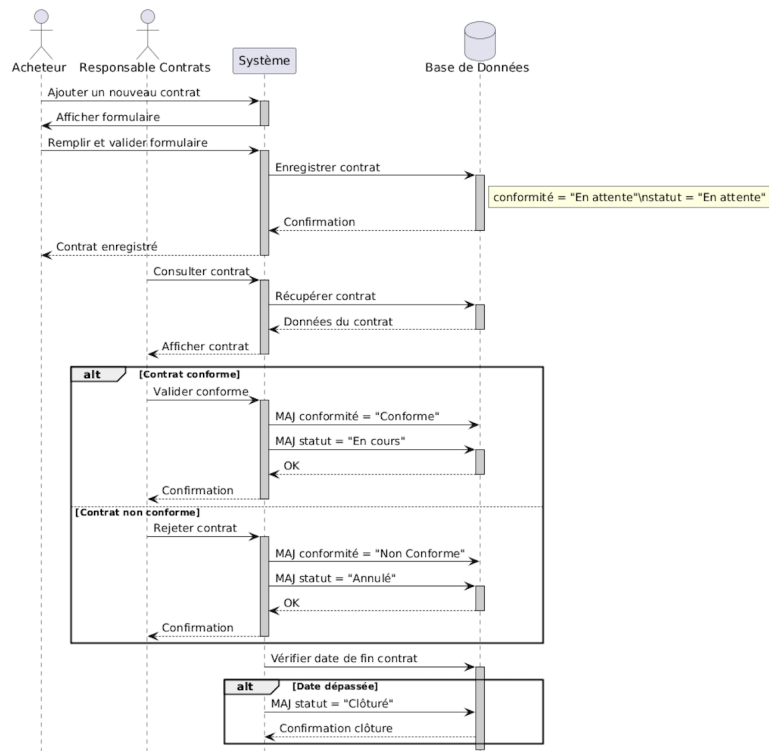 Acheteur
Responsable Contrats
Système
Base de Données
Ajouter un nouveau contrat
Afficher formulaire
Remplir et valider formulaire
Enregistrer contrat
conformité = "En attente"\nstatut = "En attente"
Confirmation
Contrat enregistré
Consulter contrat
Récupérer contrat
Données du contrat
Afficher contrat
alt
[Contrat conforme]
Valider conforme
MAJ conformité = "Conforme"
MAJ statut = "En cours"
OK
Confirmation
[Contrat non conforme]
Rejeter contrat
MAJ conformité = "Non Conforme"
MAJ statut = "Annulé"
OK
Confirmation
Vérifier date de fin contrat
alt
[Date dépassée]
MAJ statut = "Clôturé"
Confirmation clôture